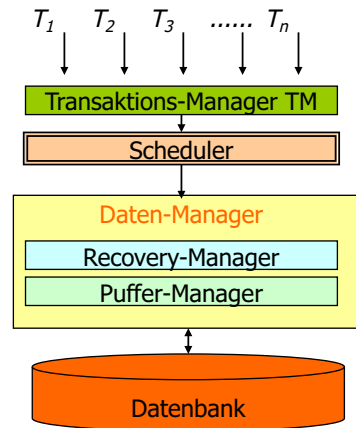 T1 T2 T3 ...... Tn
Transaktions-Manager TM
Scheduler
Daten-Manager
Recovery-Manager
Puffer-Manager
Datenbank